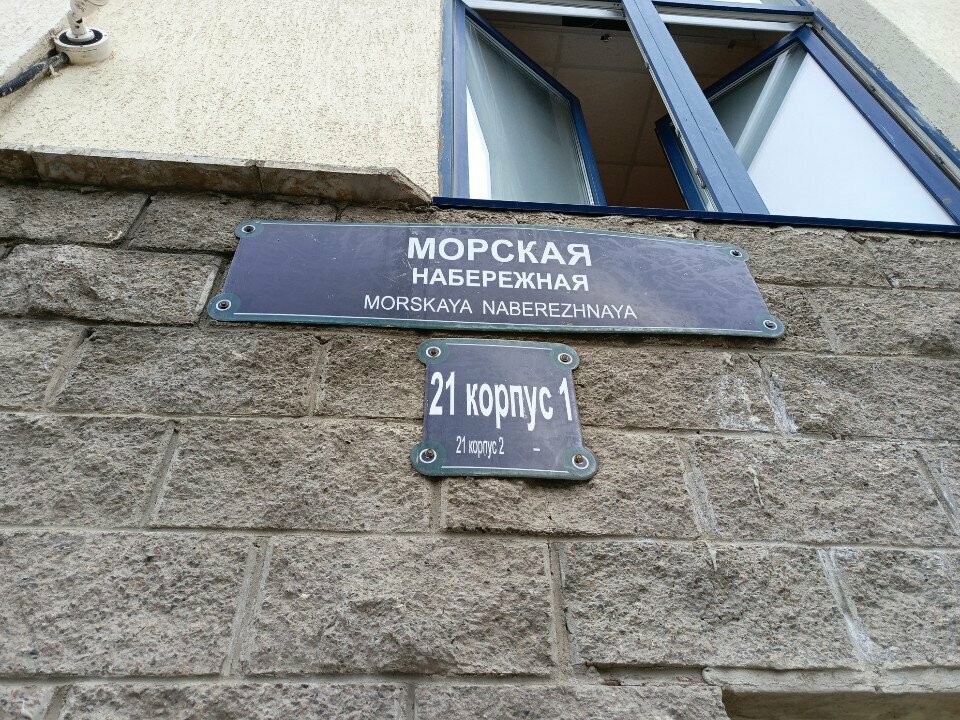 МОРСКАЯ
НАБЕРЕЖНАЯ
MORSKAYA NABEREZHNAYA
21 корпус 1
21 корпус 2 –